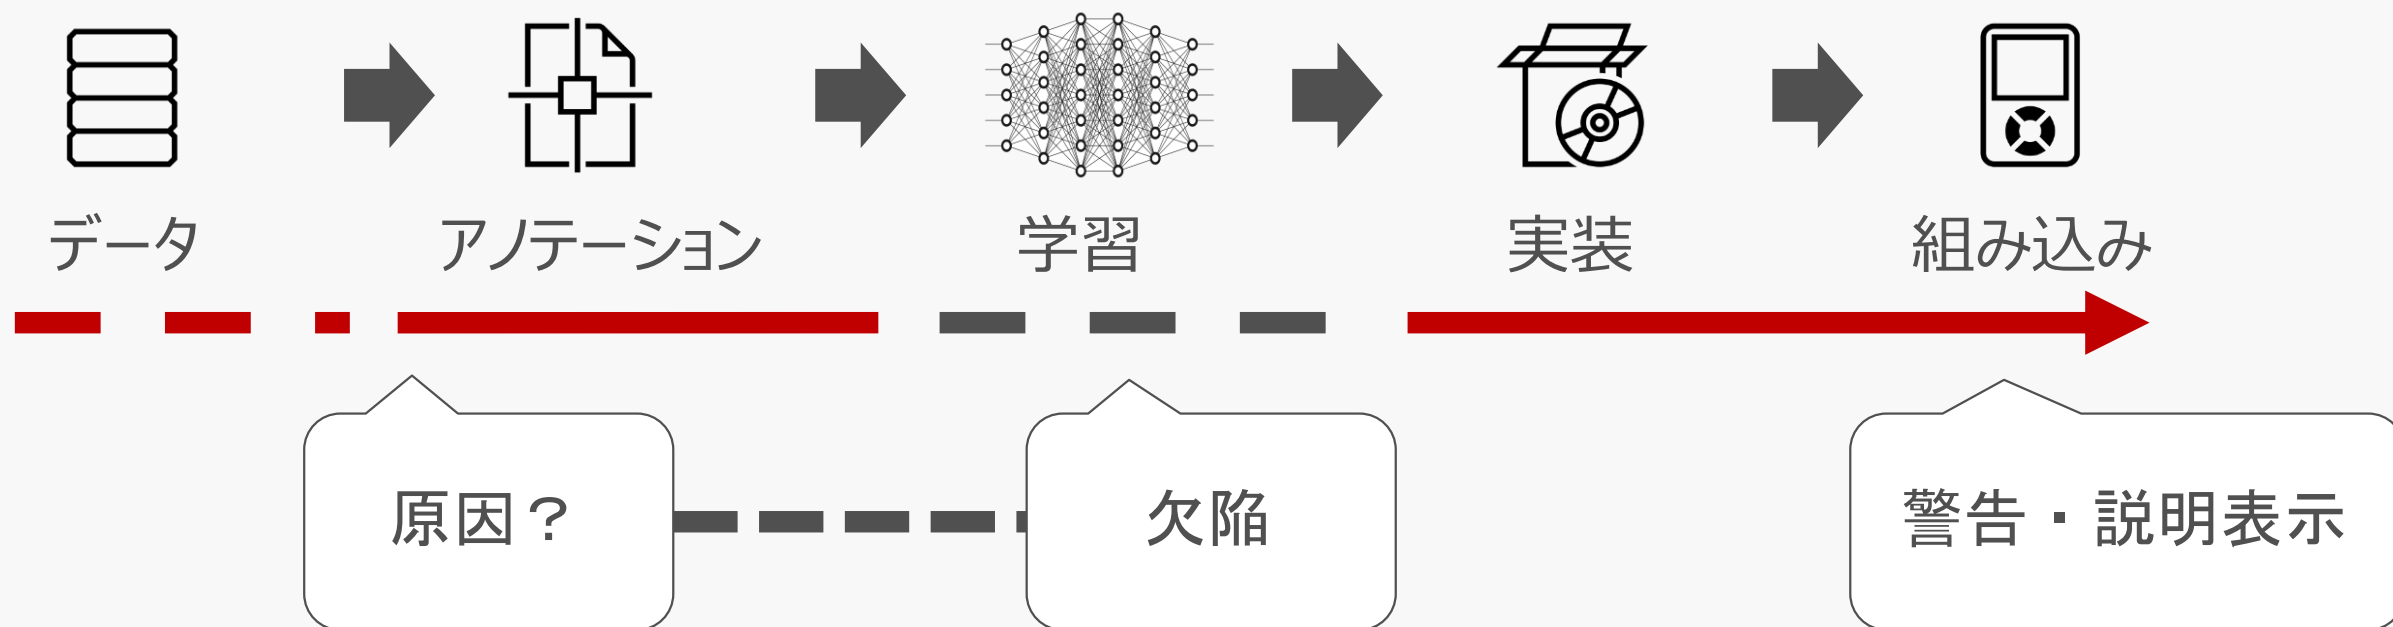 データ
アノテーション
学習
実装
組み込み
原因？
欠陥
警告・説明表示